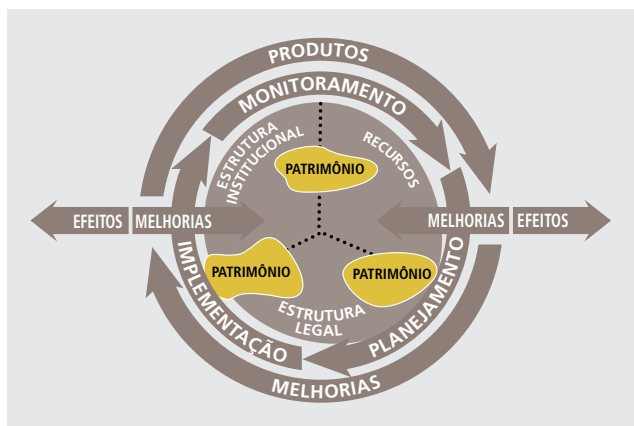 PRODUTOS
MONITORAMENTO
ESTRUTURA
INSTITUCIONAL
RECURSOS
PATRIMÔNIO
EFEITOS MELHORIAS
MELHORIAS EFEITOS
PATRIMÔNIO
PATRIMÔNIO
ESTRUTURA
LEGAL
IMPLEMENTAÇÃO
PLANEJAMENTO
MELHORIAS